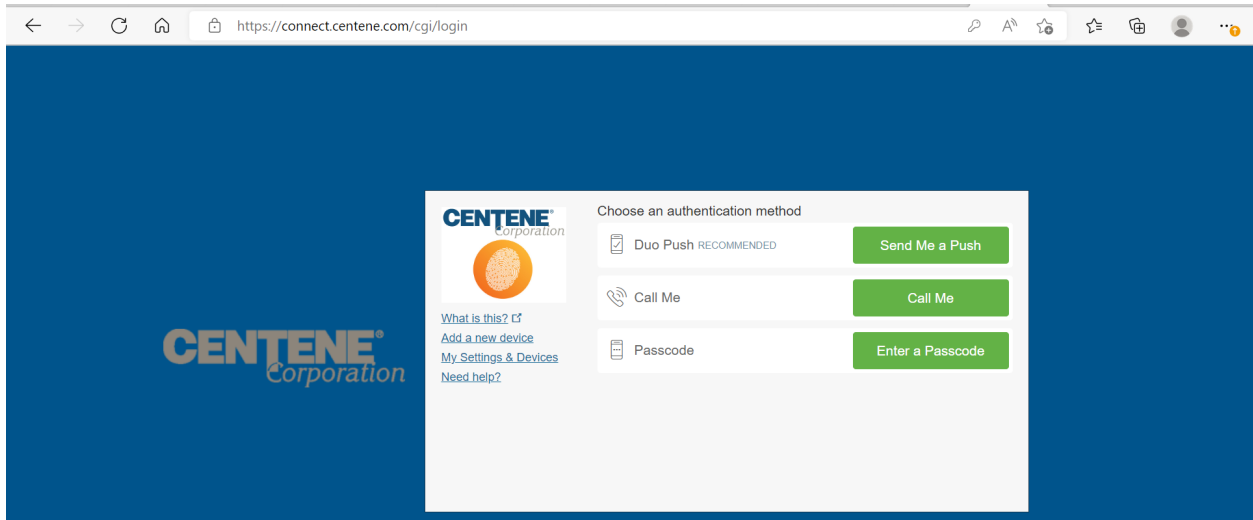 https://connect.centene.com/cgi/login
CENTENE®
Corporation
CENTENE®
Corporation
What is this?
Add a new device
My Settings & Devices
Need help?
Choose an authentication method
Duo Push RECOMMENDED
Send Me a Push
Call Me
Call Me
Passcode
Enter a Passcode